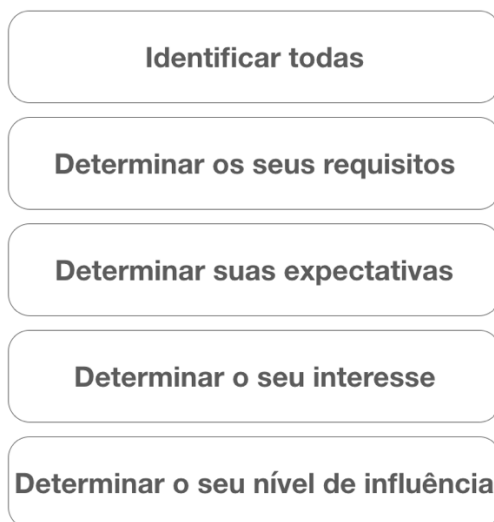 Identificar todas
Determinar os seus requisitos
Determinar suas expectativas
Determinar o seu interesse
Determinar o seu nível de influência